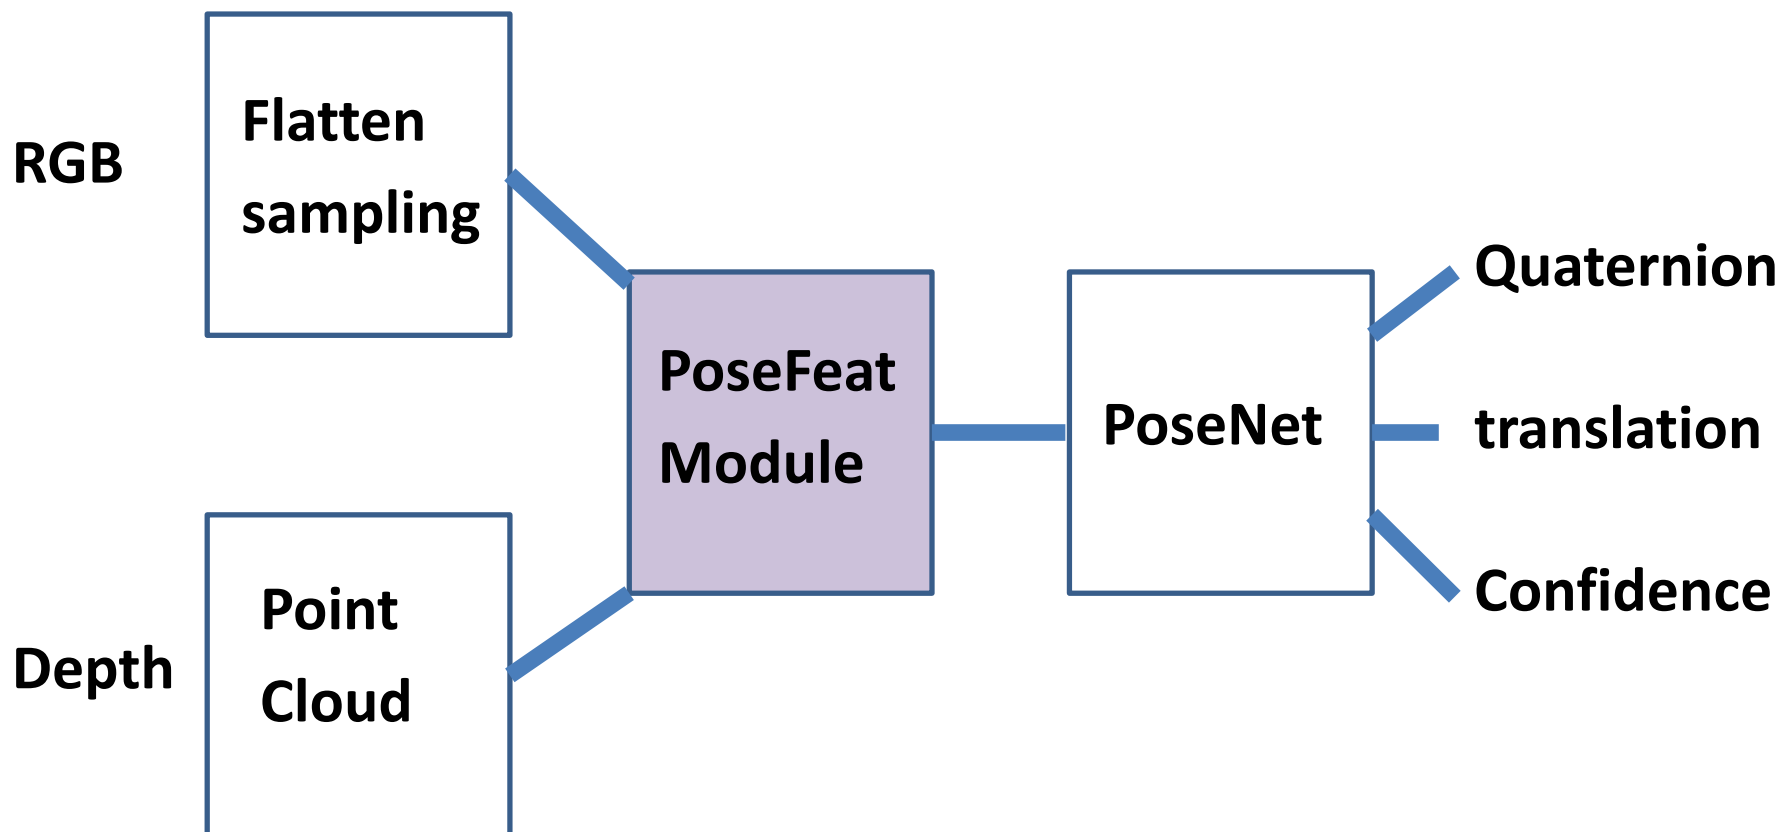 RGB
Flatten
sampling
Depth
Point
Cloud
PoseFeat
Module
PoseNet
Quaternion
translation
Confidence